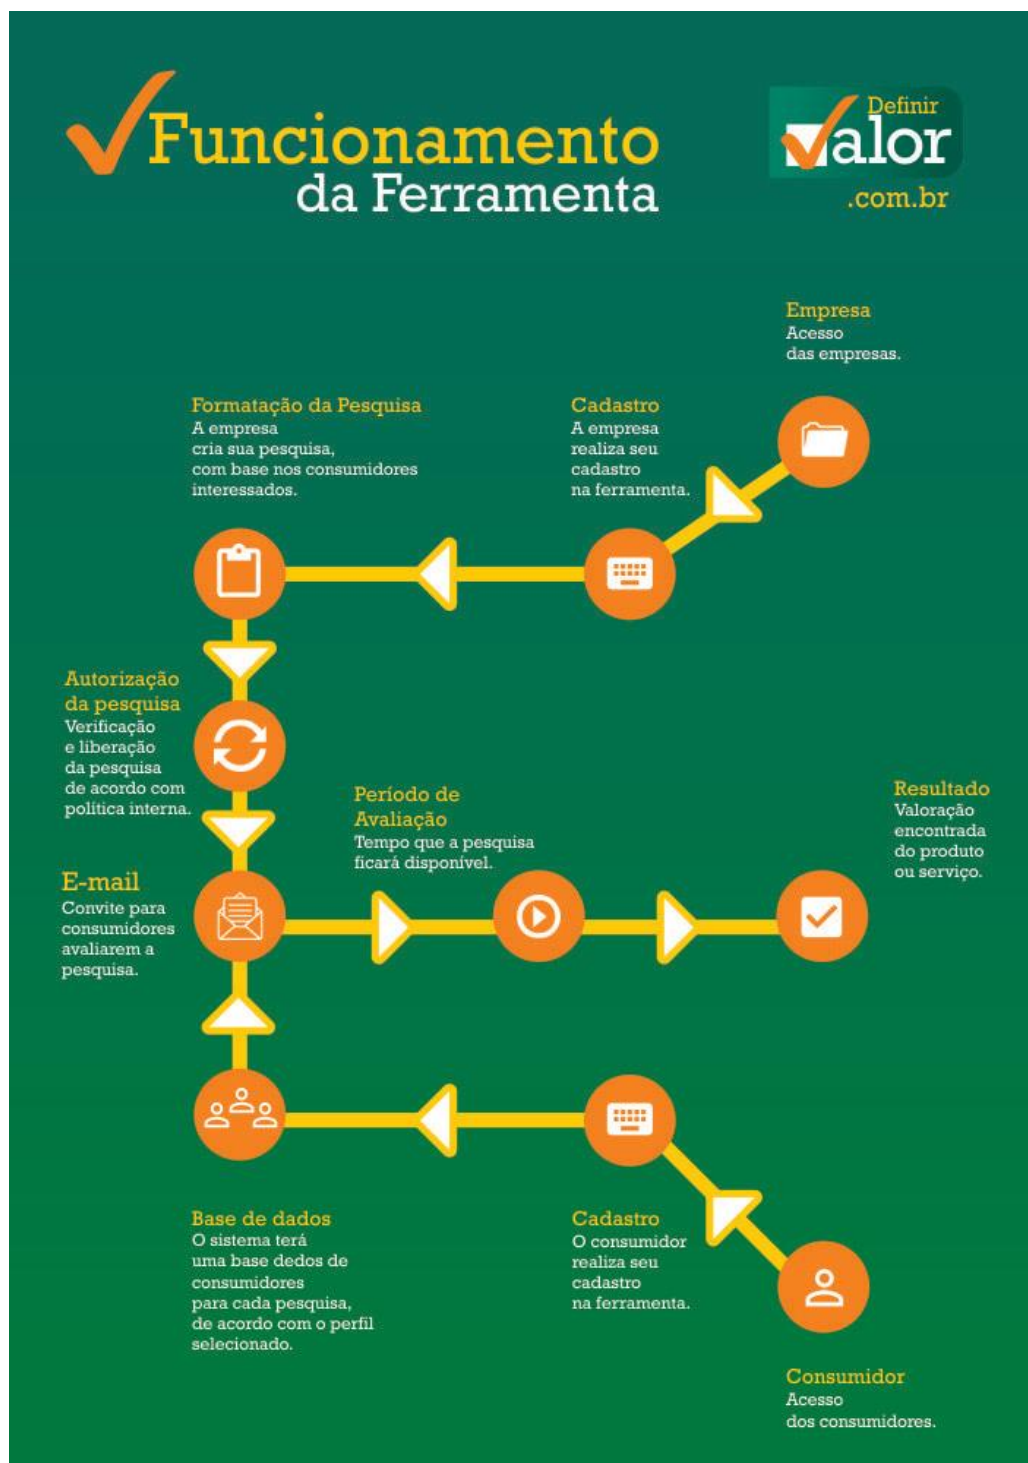 Funcionamento
da Ferramenta
Definir
Valor
.com.br
Empresa
Acesso
das empresas.
Formatação da Pesquisa
A empresa
cria sua pesquisa,
com base nos consumidores
interessados.
Cadastro
A empresa
realiza seu
cadastro
na ferramenta.
Autorização
da pesquisa
Verificação
e liberação
da pesquisa
de acordo com
política interna.
Período de
Avaliação
Tempo que a pesquisa
ficará disponível.
Resultado
Valoração
encontrada
do produto
ou serviço.
E-mail
Convite para
consumidores
avaliarem a
pesquisa.
Base de dados
O sistema terá
uma base dedos de
consumidores
para cada pesquisa,
de acordo com o perfil
selecionado.
Cadastro
O consumidor
realiza seu
cadastro
na ferramenta.
Consumidor
Acesso
dos consumidores.